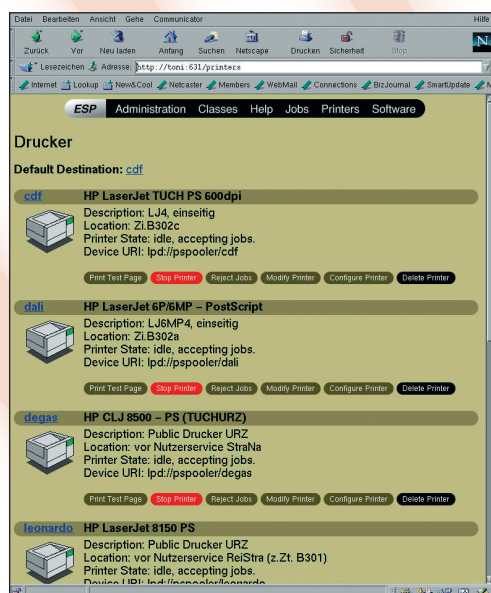 Datei Bearbeiten Ansicht Gehe Communicator Hilfe
Zurück Vor Neu laden Anfang Suchen Netscape Drucken Sicherheit Stop
N
Lesezeichen Adresse: http://toni:631/printers
Internet Lookup New&Cool Netcaster Members WebMail Connections BizJournal SmartUpdate
ESP Administration Classes Help Jobs Printers Software
Drucker
Default Destination: cdf
cdf HP LaserJet TUCH PS 600dpi
Description: LJ4, einseitig
Location: Zi.B302c
Printer State: idle, accepting jobs.
Device URI: lpd://pspooler/cdf
Print Test Page Stop Printer Reject Jobs Modify Printer Configure Printer Delete Printer
dali HP LaserJet 6P/6MP – PostScript
Description: LJ6MP4, einseitig
Location: Zi.B302a
Printer State: idle, accepting jobs.
Device URI: lpd://pspooler/dali
Print Test Page Stop Printer Reject Jobs Modify Printer Configure Printer Delete Printer
degas HP CLJ 8500 – PS (TUCHURZ)
Description: Public Drucker URZ
Location: vor Nutzerservice StraNa
Printer State: idle, accepting jobs.
Device URI: lpd://pspooler/degas
Print Test Page Stop Printer Reject Jobs Modify Printer Configure Printer Delete Printer
leonardo HP LaserJet 8150 PS
Description: Public Drucker URZ
Location: vor Nutzerservice ReiStra (z.Zt. B301)
Printer State: idle, accepting jobs.
Device URI: lpd://pspooler/leonardo